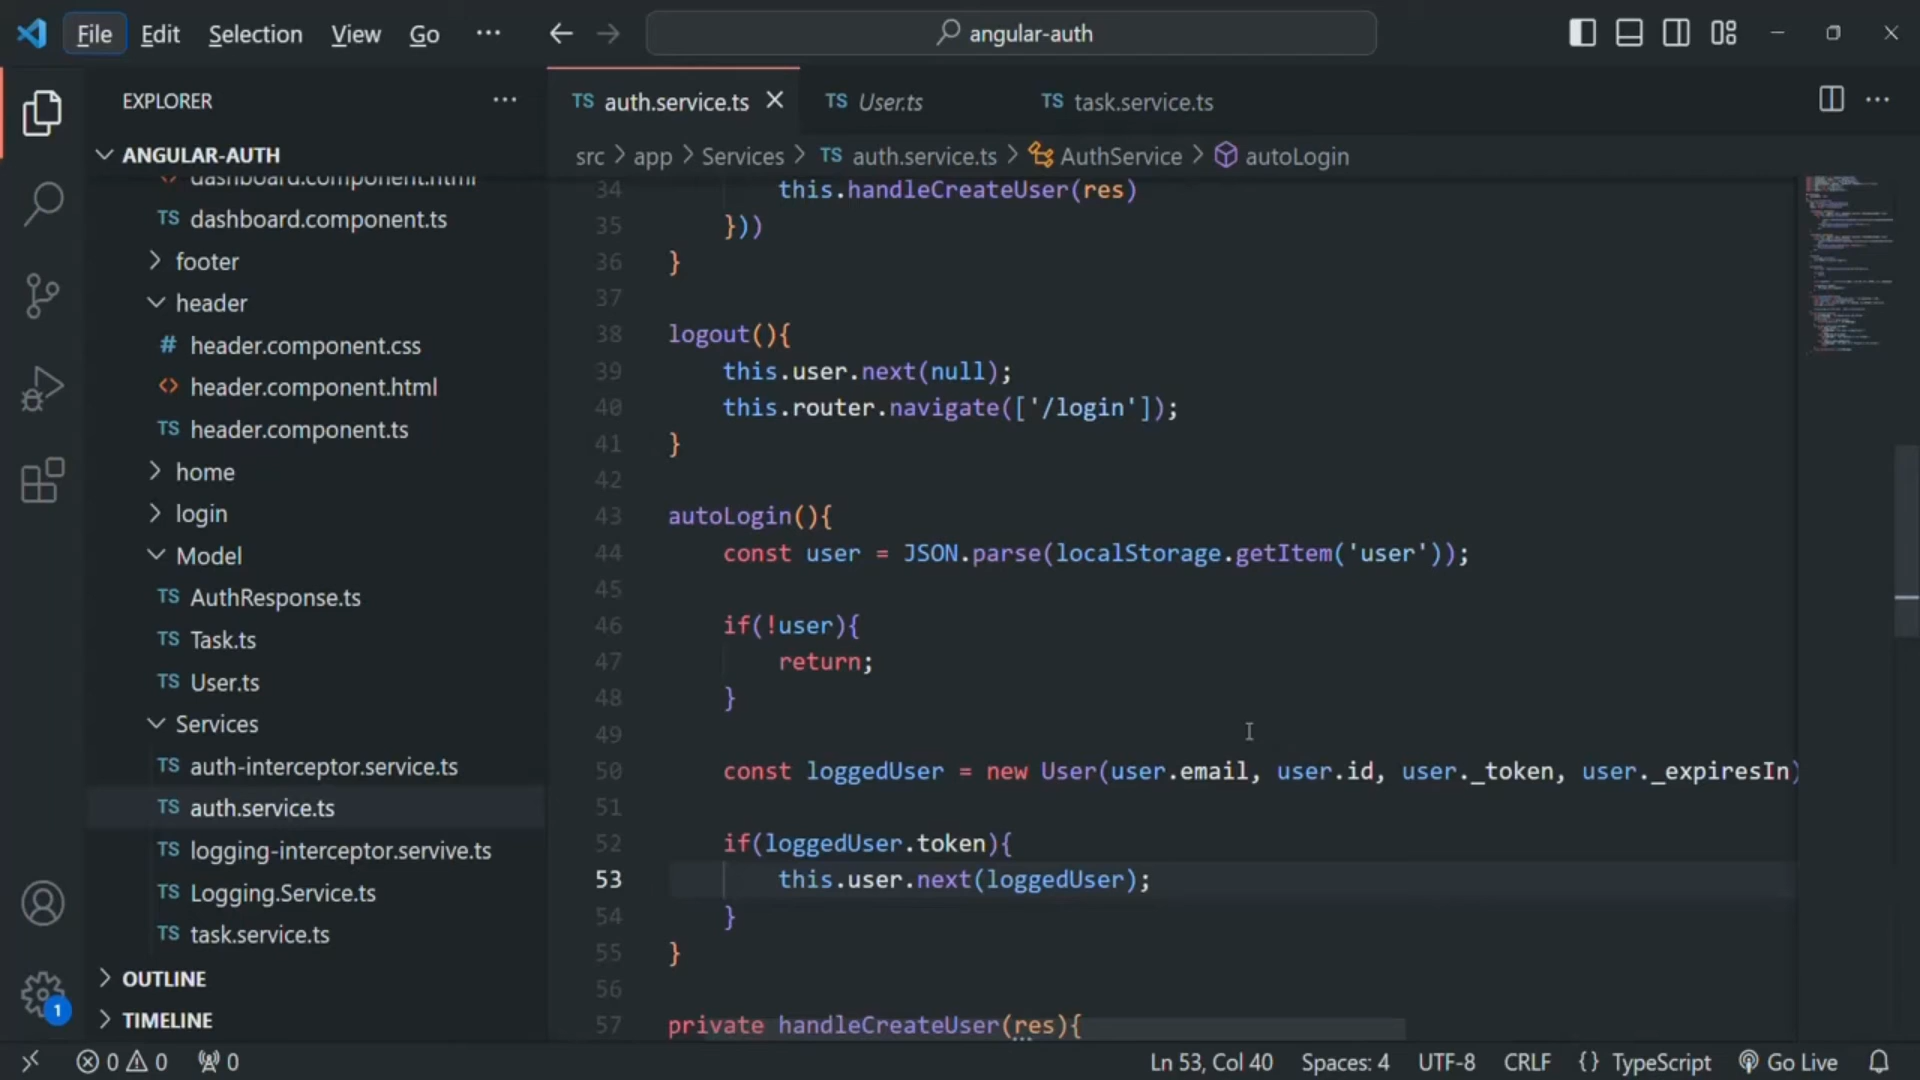 File Edit Selection View Go ··· angular-auth
EXPLORER ···
ANGULAR-AUTH
<> dashboard.component.html
TS dashboard.component.ts
footer
header
# header.component.css
<> header.component.html
TS header.component.ts
home
login
Model
TS AuthResponse.ts
TS Task.ts
TS User.ts
Services
TS auth-interceptor.service.ts
TS auth.service.ts
TS logging-interceptor.servive.ts
TS Logging.Service.ts
TS task.service.ts
OUTLINE
TIMELINE
1
TS auth.service.ts TS User.ts TS task.service.ts ···
src > app > Services > TS auth.service.ts > AuthService > autoLogin
34 this.handleCreateUser(res)
35 }))
36 }
37
38 logout(){
39 this.user.next(null);
40 this.router.navigate(['/login']);
41 }
42
43 autoLogin(){
44 const user = JSON.parse(localStorage.getItem('user'));
45
46 if(!user){
47 return;
48 }
49
50 const loggedUser = new User(user.email, user.id, user._token, user._expiresIn)
51
52 if(loggedUser.token){
53 this.user.next(loggedUser);
54 }
55 }
56
57 private handleCreateUser(res){
0 0 0 Ln 53, Col 40 Spaces: 4 UTF-8 CRLF {} TypeScript Go Live